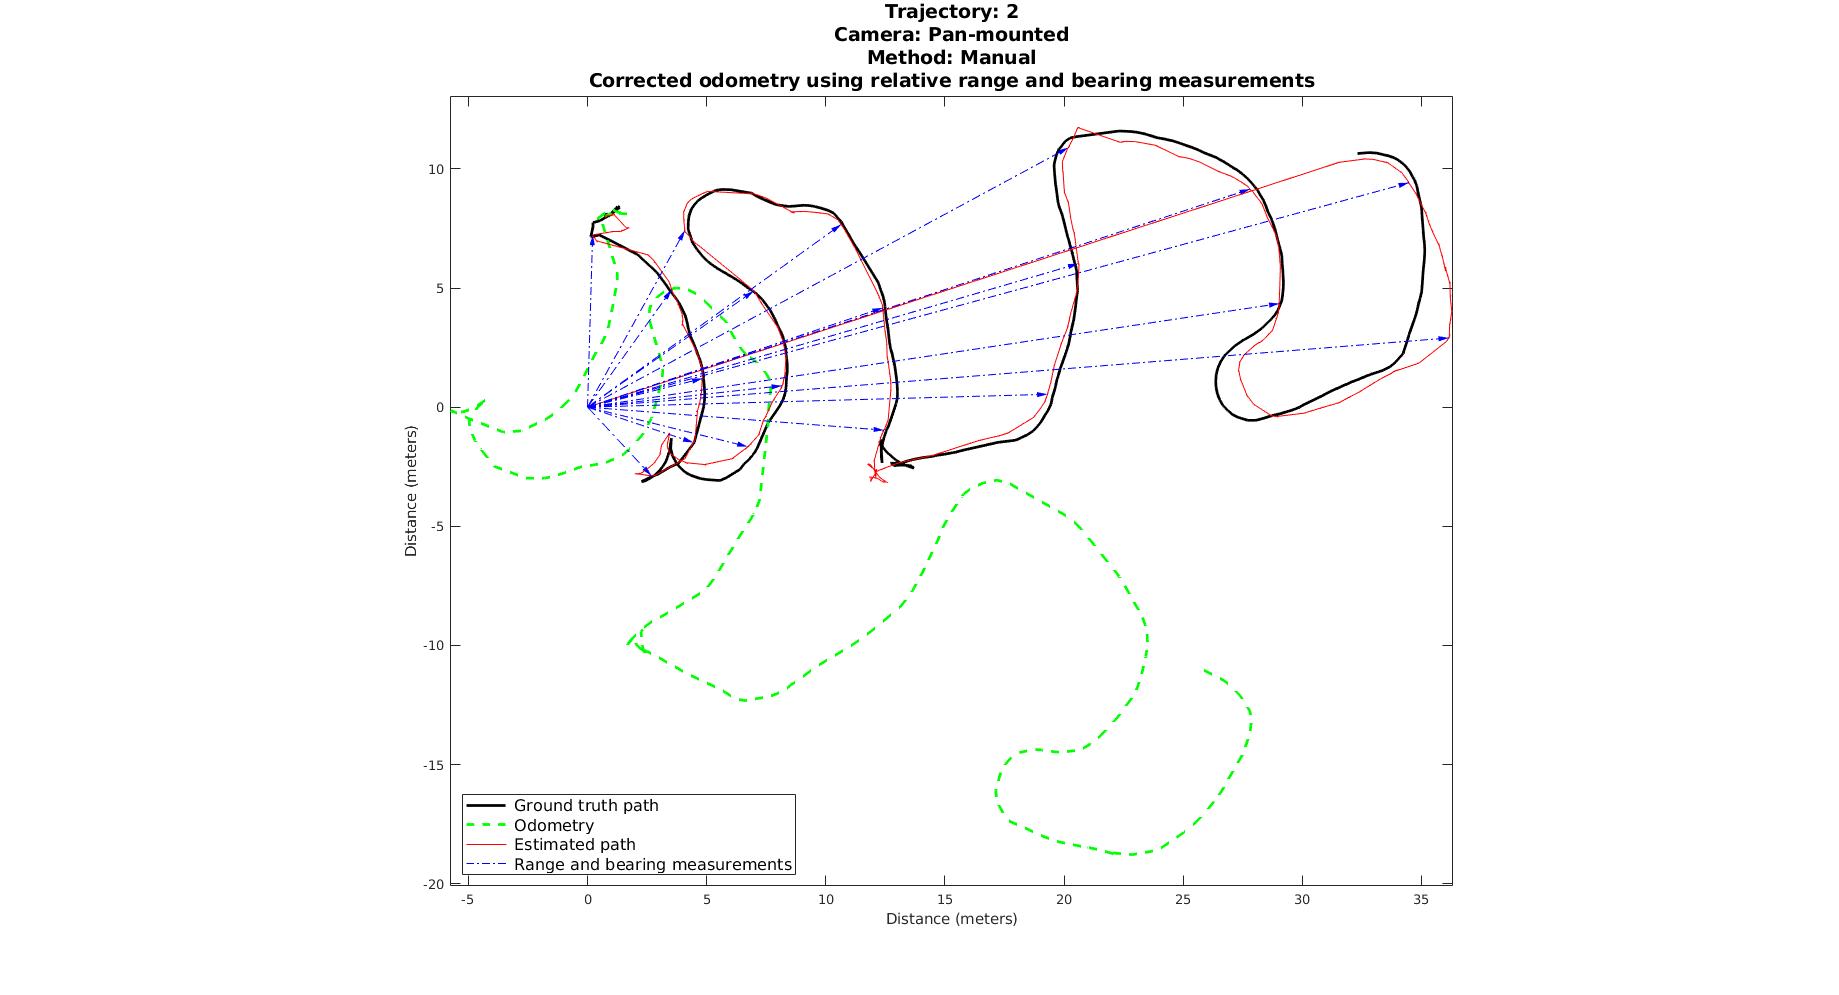 Trajectory: 2
Camera: Pan-mounted
Method: Manual
Corrected odometry using relative range and bearing measurements
10
5
0
-5
-10
-15
-20
Distance (meters)
Ground truth path
Odometry
Estimated path
Range and bearing measurements
-5 0 5 10 15 20 25 30 35
Distance (meters)